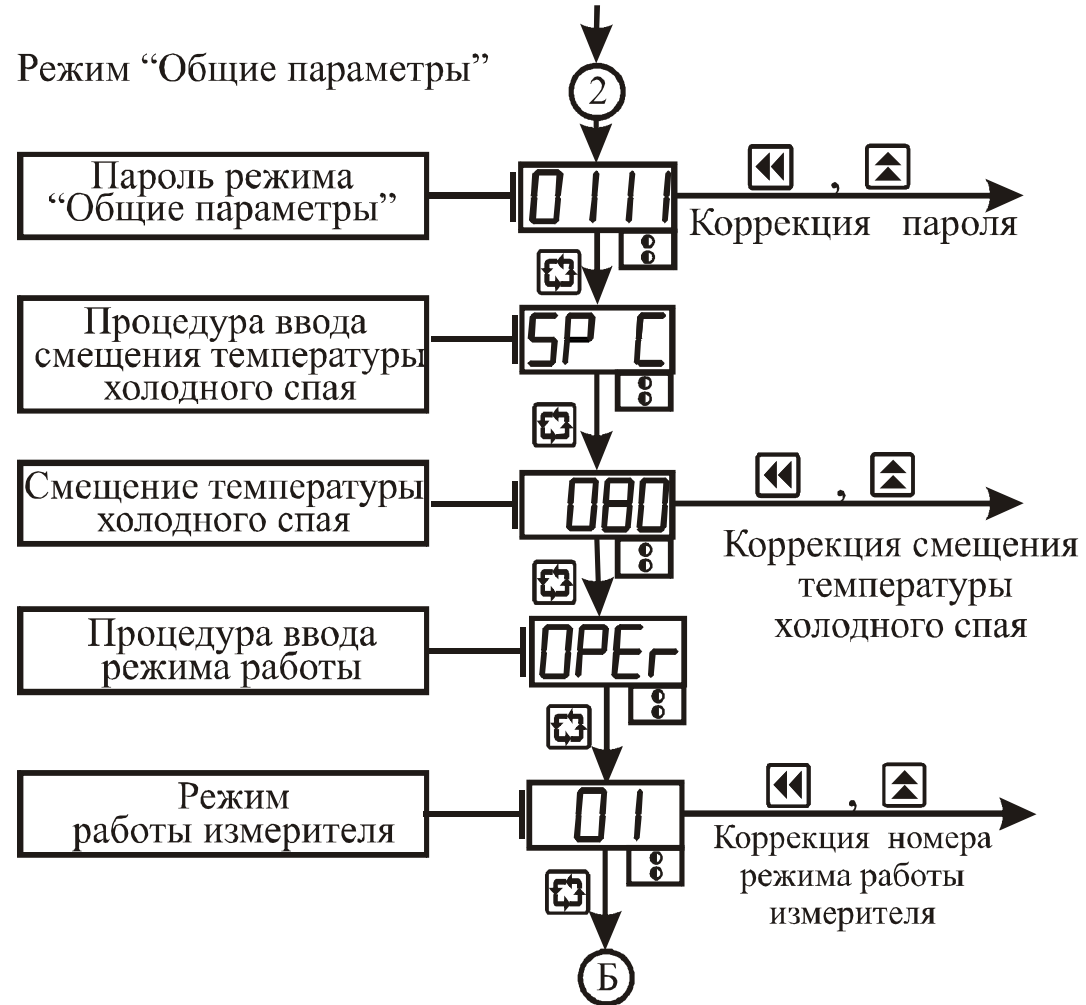 Режим “Общие параметры”
2
Пароль режима
“Общие параметры”
0111
,
Коррекция пароля
Процедура ввода
смещения температуры
холодного спая
SP C
Смещение температуры
холодного спая
080
,
Коррекция смещения
температуры
холодного спая
Процедура ввода
режима работы
OPEr
Режим
работы измерителя
01
,
Коррекция номера
режима работы
измерителя
Б